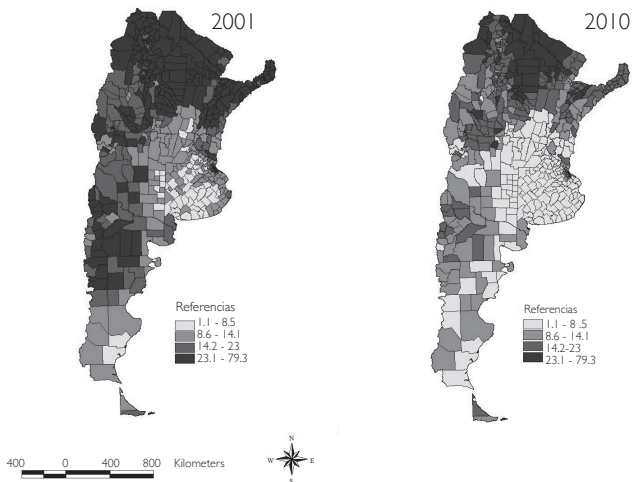 2001
2010
Referencias
1.1 - 8.5
8.6 - 14.1
14.2 - 23
23.1 - 79.3
Referencias
1.1 - 8 .5
8.6 - 14.1
14.2-23
23.1 - 79.3
400 0 400 800 Kilometers
N
W E
S